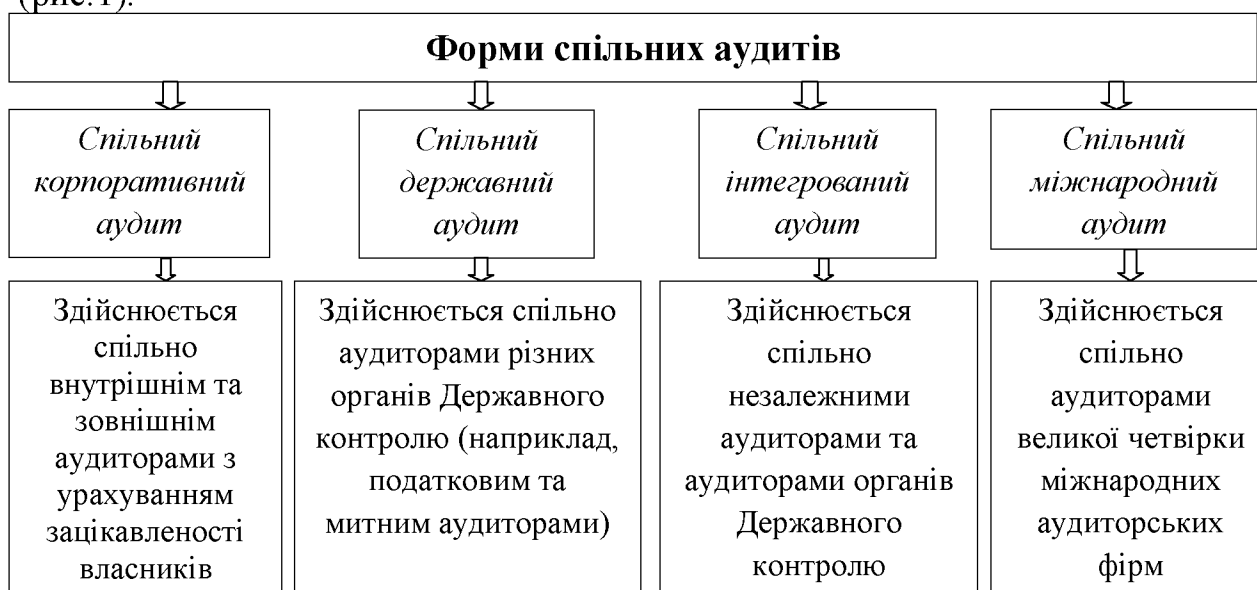 (рис.1).
Форми спільних аудитів
Спільний
корпоративний
аудит
Спільний
державний
аудит
Спільний
інтегрований
аудит
Спільний
міжнародний
аудит
Здійснюється
спільно
внутрішнім та
зовнішнім
аудиторами з
урахуванням
зацікавленості
власників
Здійснюється спільно
аудиторами різних
органів Державного
контролю (наприклад,
податковим та
митним аудиторами)
Здійснюється
спільно
незалежними
аудиторами та
аудиторами органів
Державного
контролю
Здійснюється
спільно
аудиторами
великої четвірки
міжнародних
аудиторських
фірм